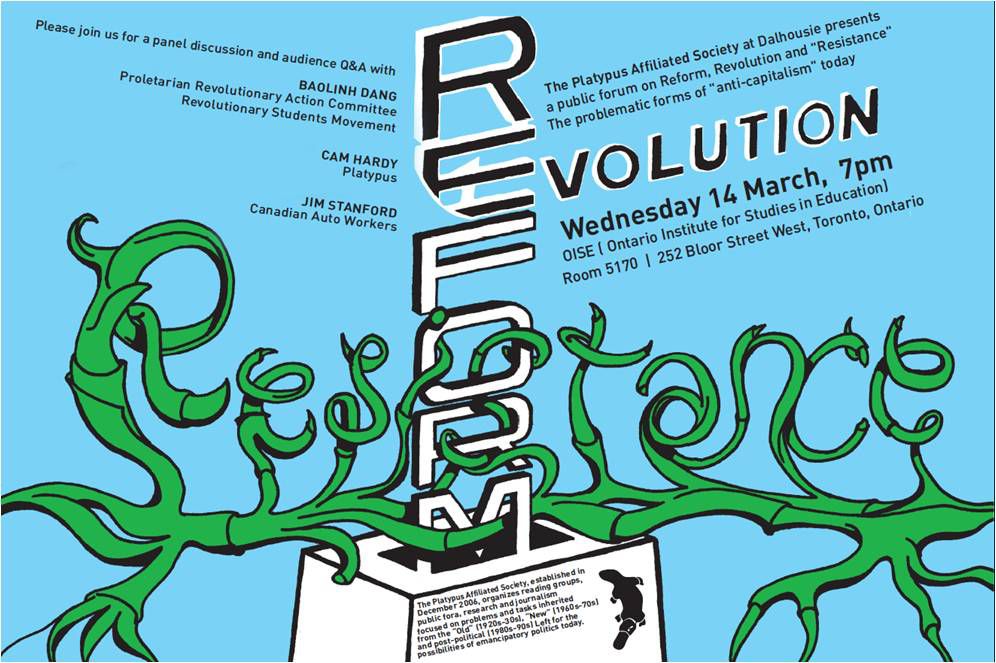 Please join us for a panel discussion and audience Q&A with
BAOLINH DANG
Proletarian Revolutionary Action Committee
Revolutionary Students Movement
CAM HARDY
Platypus
JIM STANFORD
Canadian Auto Workers
The Platypus Affiliated Society at Dalhousie presents
a public forum on Reform, Revolution and "Resistance"
The problematic forms of "anti-capitalism" today
REFORM
VOLUTION
Wednesday 14 March, 7pm
OISE ( Ontario Institute for Studies in Education)
Room 5170 | 252 Bloor Street West, Toronto, Ontario
Resistance
The Platypus Affiliated Society, established in
December 2006, organizes reading groups,
public fora, research and journalism
focused on problems and tasks inherited
from the "Old" (1920s-30s), "New" (1960s-70s)
and post-political (1980s-90s) Left for the
possibilities of emancipatory politics today.